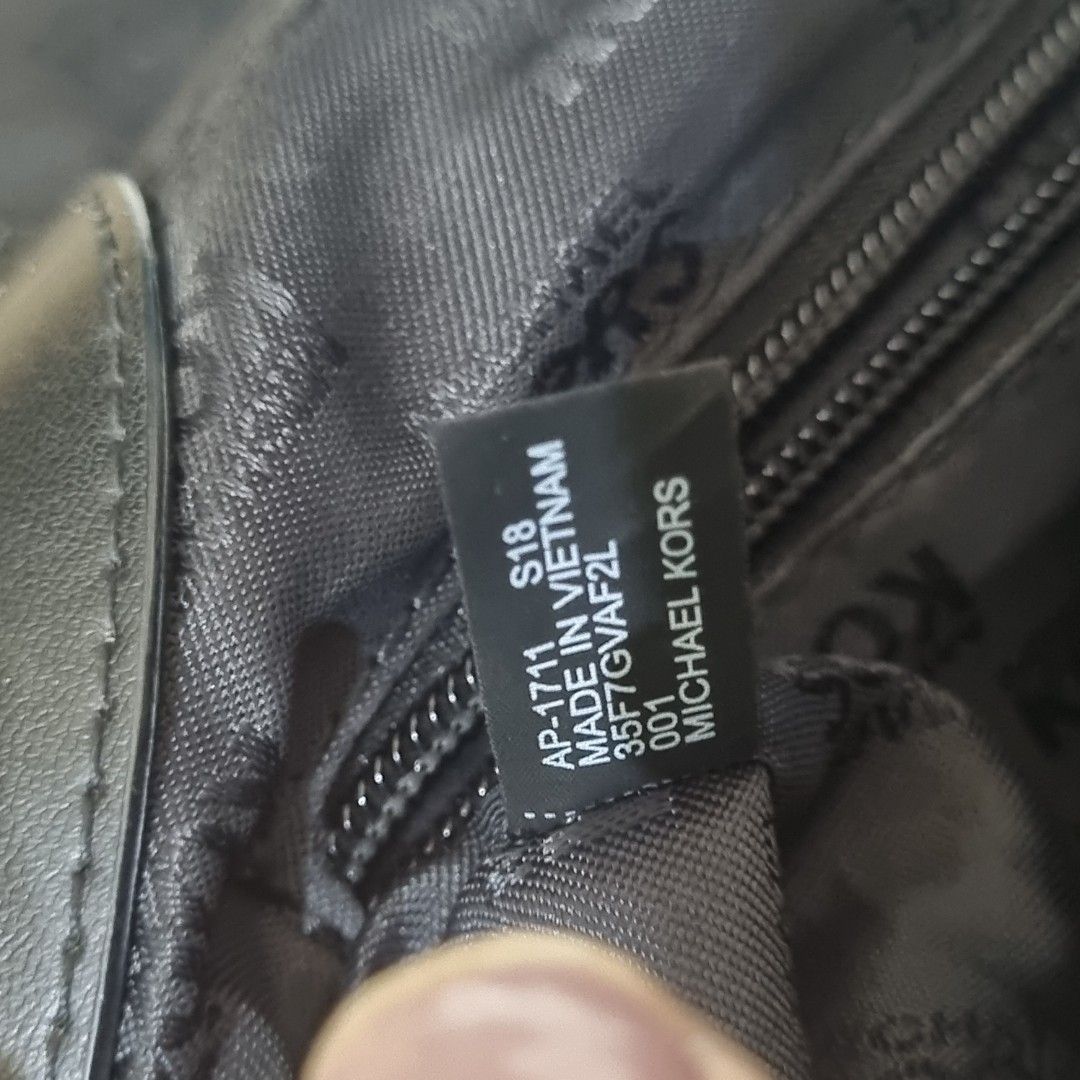 AP-1711 S18
MADE IN VIETNAM
35F7GVAF2L
001
MICHAEL KORS